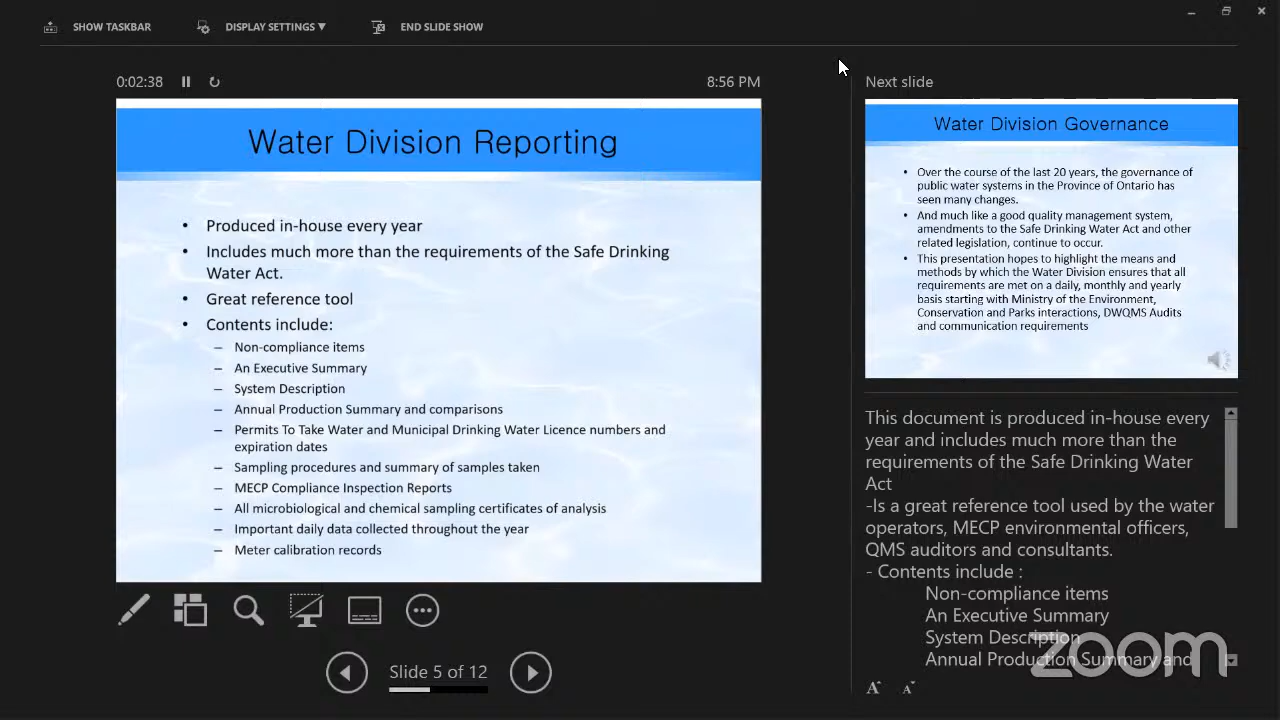 SHOW TASKBAR
DISPLAY SETTINGS ▼
END SLIDE SHOW
0:02:38
8:56 PM
Water Division Reporting
• Produced in-house every year
• Includes much more than the requirements of the Safe Drinking
Water Act.
• Great reference tool
• Contents include:
– Non-compliance items
– An Executive Summary
– System Description
– Annual Production Summary and comparisons
– Permits To Take Water and Municipal Drinking Water Licence numbers and
expiration dates
– Sampling procedures and summary of samples taken
– MECP Compliance Inspection Reports
– All microbiological and chemical sampling certificates of analysis
– Important daily data collected throughout the year
– Meter calibration records
Slide 5 of 12
Next slide
Water Division Governance
• Over the course of the last 20 years, the governance of
public water systems in the Province of Ontario has
seen many changes.
• And much like a good quality management system,
amendments to the Safe Drinking Water Act and other
related legislation, continue to occur.
• This presentation hopes to highlight the means and
methods by which the Water Division ensures that all
requirements are met on a daily, monthly and yearly
basis starting with Ministry of the Environment,
Conservation and Parks interactions, DWQMS Audits
and communication requirements
This document is produced in-house every
year and includes much more than the
requirements of the Safe Drinking Water
Act
-Is a great reference tool used by the water
operators, MECP environmental officers,
QMS auditors and consultants.
- Contents include :
Non-compliance items
An Executive Summary
System Description
Annual Production Summary and
zoom
A A